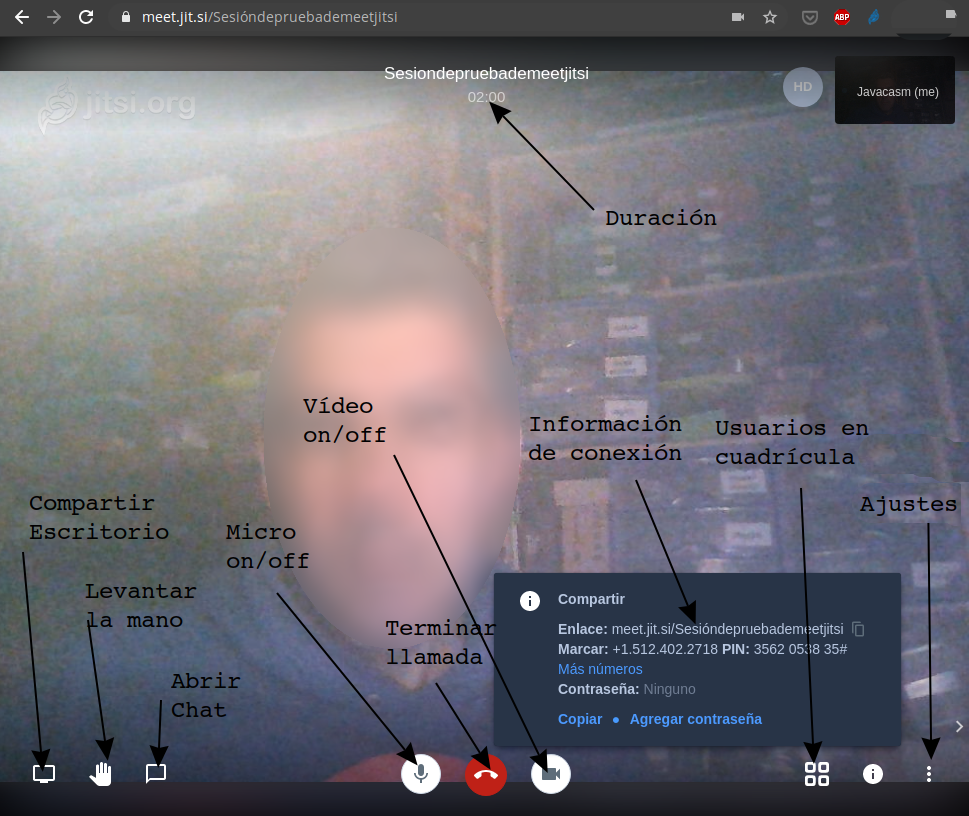 meet.jit.si/Sesióndepruebademeetjitsi
ABP
Sesiondepruebademeetjitsi
02:00
jitsi.org
HD
Javacasm (me)
Duración
Vídeo
on/off
Información
de conexión
Usuarios en
cuadrícula
Compartir
Escritorio
Micro
on/off
Ajustes
Levantar
la mano
Terminar
llamada
Abrir
Chat
Compartir
Enlace: meet.jit.si/Sesióndepruebademeetjitsi
Marcar: +1.512.402.2718 PIN: 3562 0538 35#
Más números
Contraseña: Ninguno
Copiar • Agregar contraseña